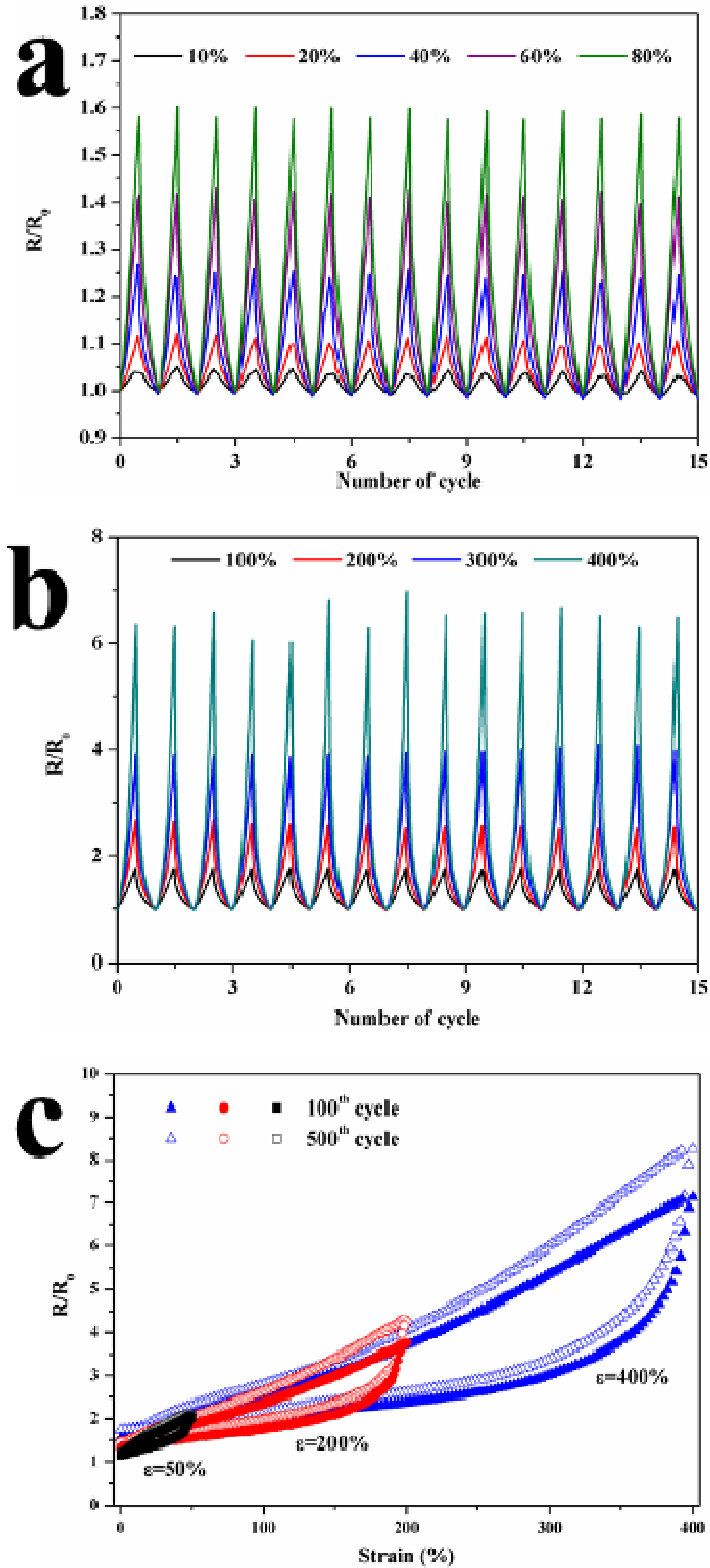 a
1.8
1.7
1.6
1.5
1.4
1.3
1.2
1.1
1.0
0.9
R/R₀
10% 20% 40% 60% 80%
0 3 6 9 12 15
Number of cycle
b
8
6
4
2
0
R/R₀
100% 200% 300% 400%
0 3 6 9 12 15
Number of cycle
c
10
9
8
7
6
5
4
3
2
1
0
R/R₀
100th cycle
500th cycle
ε=400%
ε=200%
ε=50%
0 100 200 300 400
Strain (%)